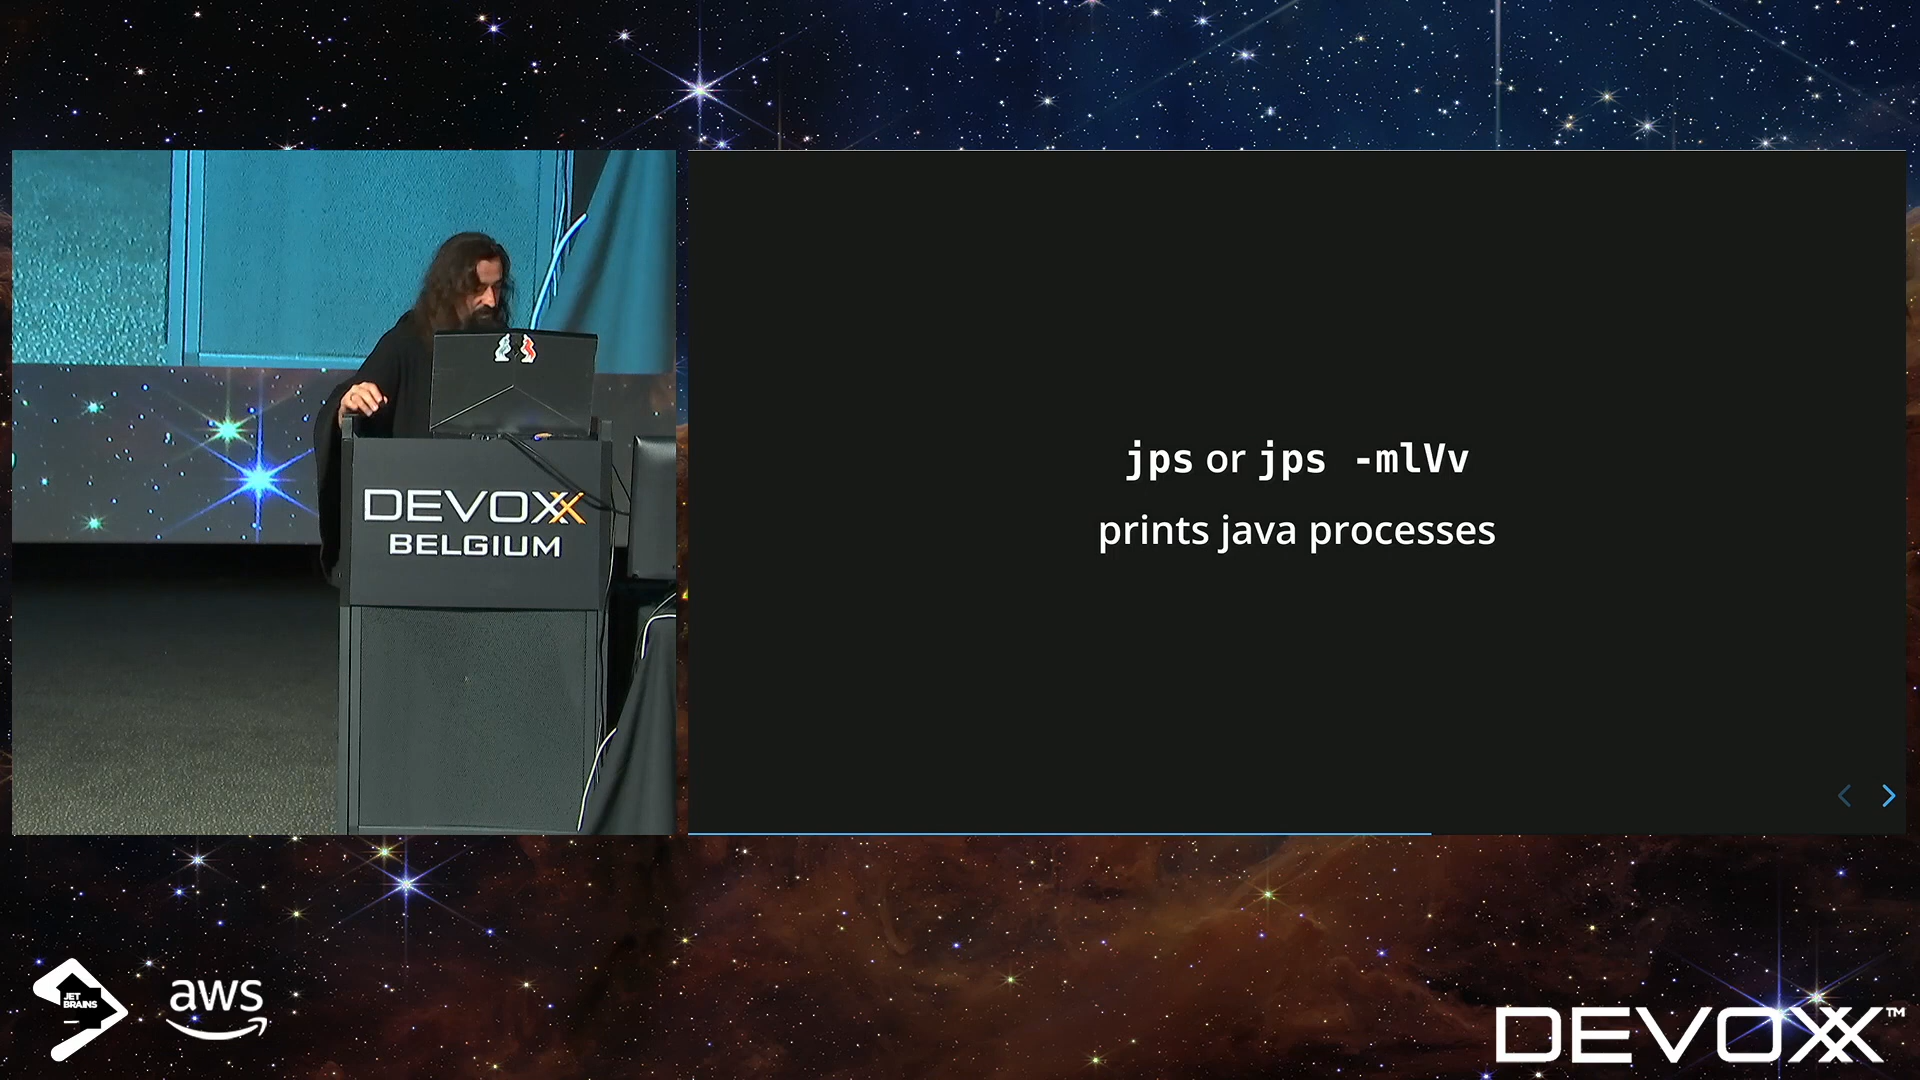 jps or jps -mlVv
prints java processes
DEVOXX
BELGIUM
JET
BRAINS
aws
DEVOXX™